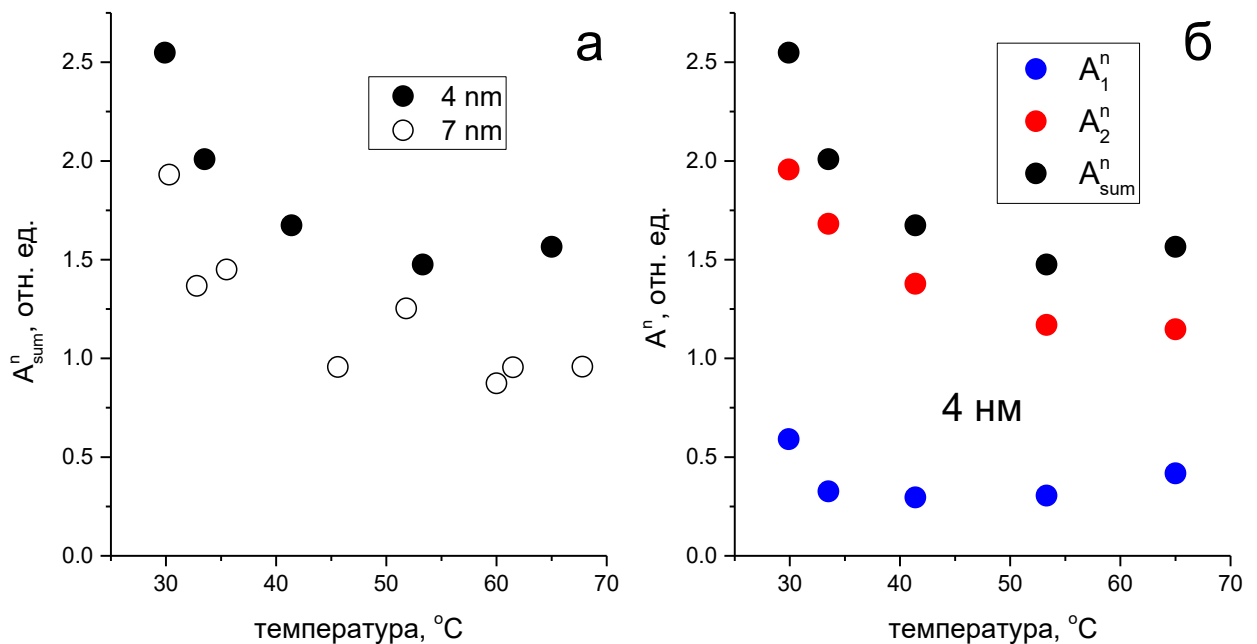 а
4 nm
7 nm
2.5
2.0
1.5
1.0
0.5
0.0
30 40 50 60 70
температура, °C
A^n_sum, отн. ед.
б
A^n_1
A^n_2
A^n_sum
4 нм
2.5
2.0
1.5
1.0
0.5
0.0
30 40 50 60 70
температура, °C
A^n, отн. ед.